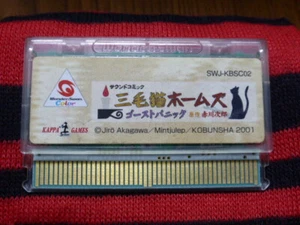 SWJ-KBSC02
サウンドコミック
三毛猫ホームズ
ゴーストパニック
原作 赤川次郎
WonderSwan
Color
KAPPA GAMES
©Jirō Akagawa／Mintjulep／KOBUNSHA 2001